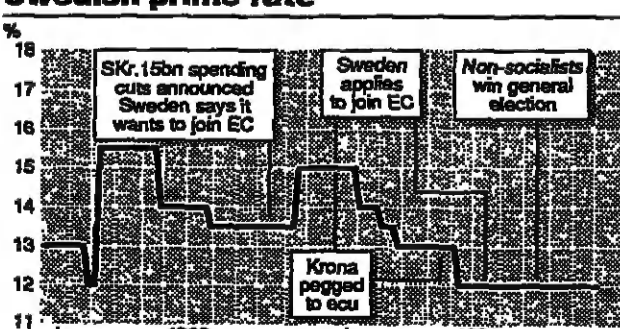 Swedish prime rate
%
18
17
16
15
14
13
12
11
SKr.15bn spending
cuts announced
Sweden says it
wants to join EC
Sweden
applies
to join EC
Non-socialists
win general
election
Krona
pegged
to ecu